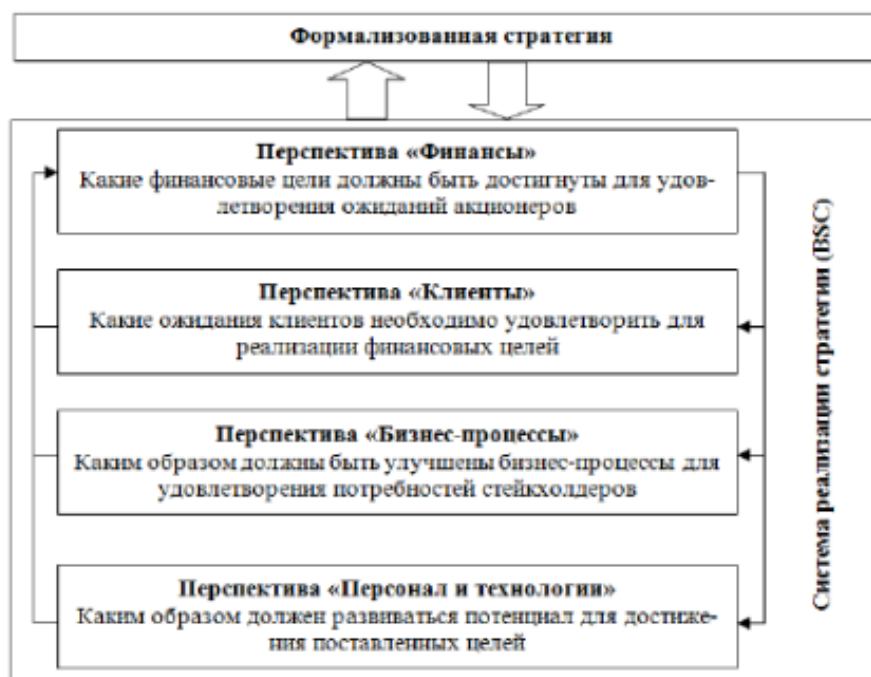 Формализованная стратегия
Перспектива «Финансы»
Какие финансовые цели должны быть достигнуты для удов-
летворения ожиданий акционеров
Перспектива «Клиенты»
Какие ожидания клиентов необходимо удовлетворить для
реализации финансовых целей
Перспектива «Бизнес-процессы»
Каким образом должны быть улучшены бизнес-процессы для
удовлетворения потребностей стейкхолдеров
Перспектива «Персонал и технологии»
Каким образом должен развиваться потенциал для достиже-
ния поставленных целей
Система реализации стратегии (BSC)